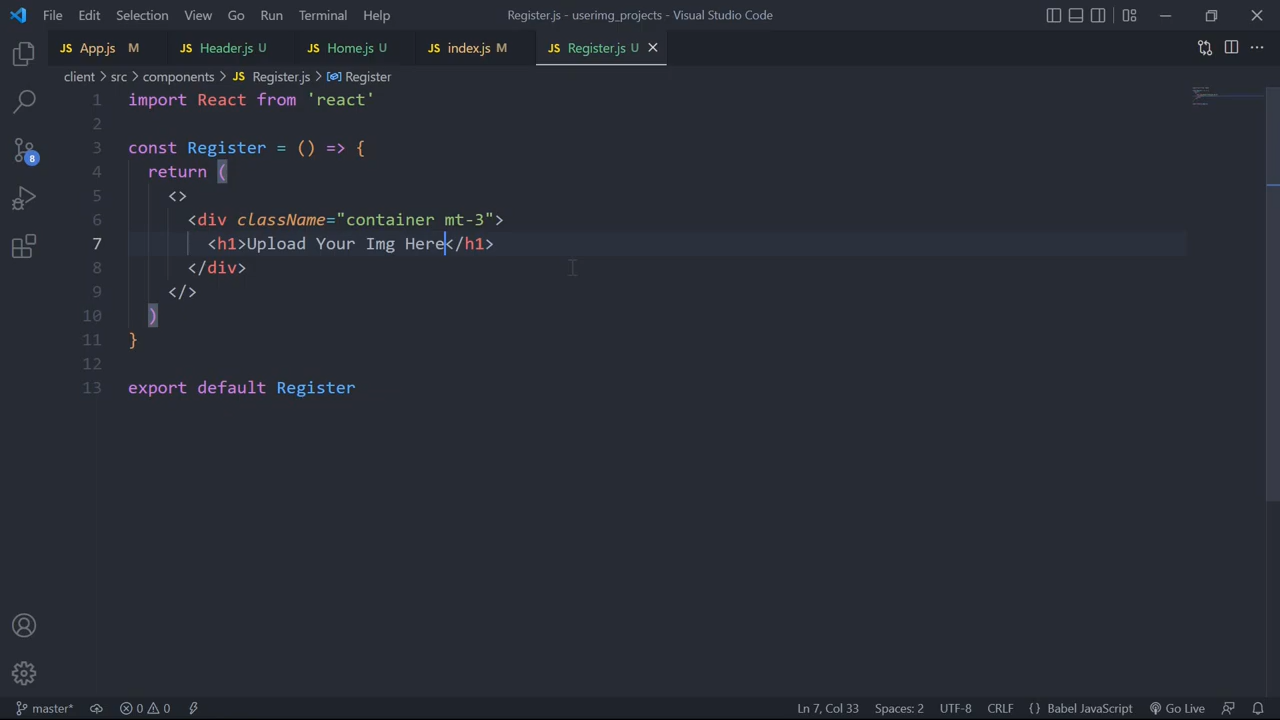 File Edit Selection View Go Run Terminal Help Register.js - userimg_projects - Visual Studio Code
JS App.js M JS Header.js U JS Home.js U JS index.js M JS Register.js U
client > src > components > JS Register.js > Register
1 import React from 'react'
2
3 const Register = () => {
4 return (
5 <>
6 <div className="container mt-3">
7 <h1>Upload Your Img Here</h1>
8 </div>
9 </>
10 )
11 }
12
13 export default Register
8
master* 0 0 Ln 7, Col 33 Spaces: 2 UTF-8 CRLF {} Babel JavaScript Go Live